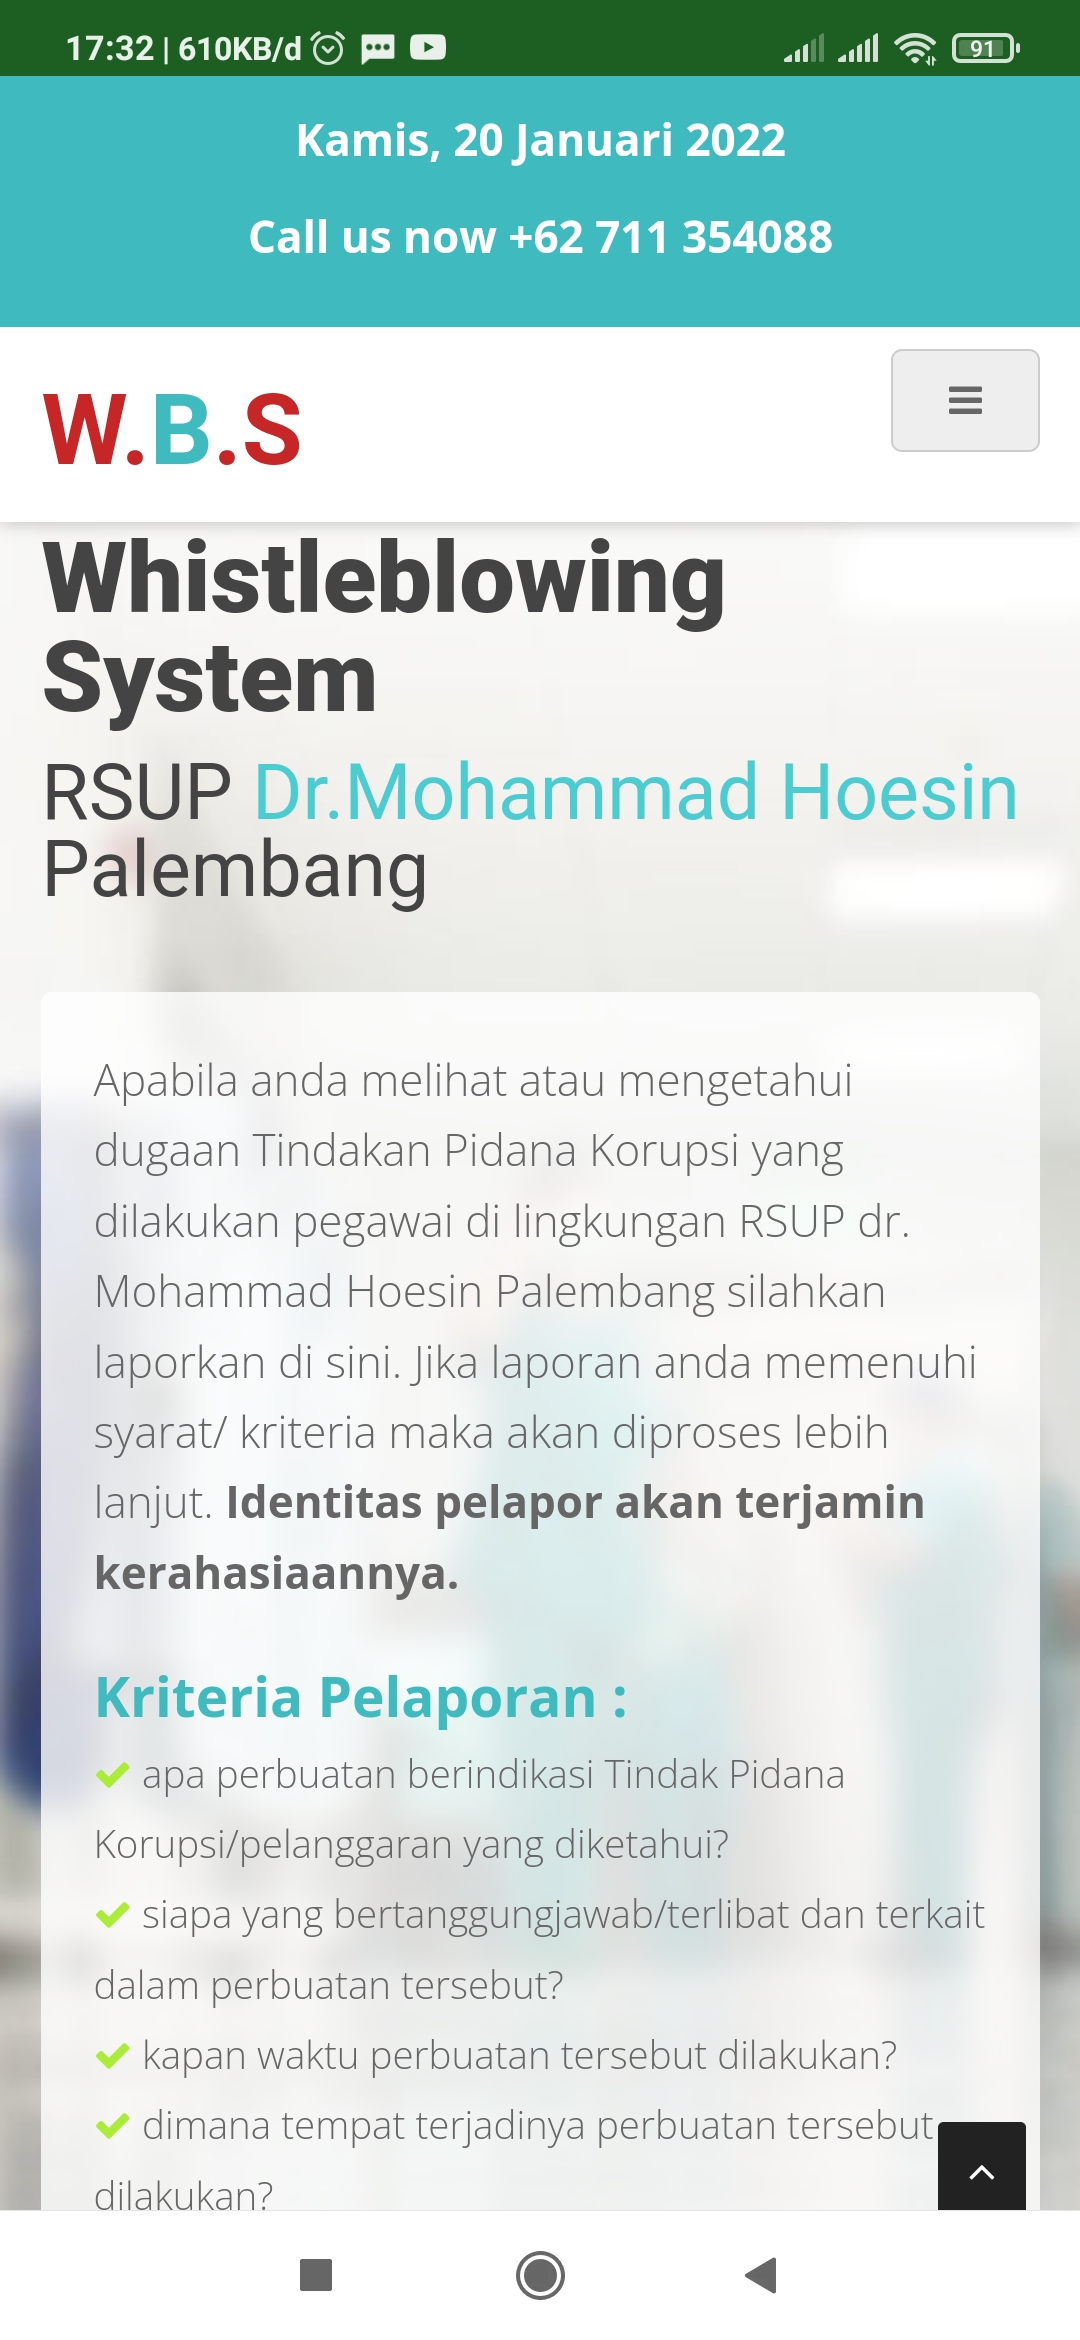 17:32 | 610KB/d
91
Kamis, 20 Januari 2022
Call us now +62 711 354088
W.B.S
Whistleblowing
System
RSUP Dr.Mohammad Hoesin
Palembang
Apabila anda melihat atau mengetahui
dugaan Tindakan Pidana Korupsi yang
dilakukan pegawai di lingkungan RSUP dr.
Mohammad Hoesin Palembang silahkan
laporkan di sini. Jika laporan anda memenuhi
syarat/ kriteria maka akan diproses lebih
lanjut. Identitas pelapor akan terjamin
kerahasiaannya.
Kriteria Pelaporan :
apa perbuatan berindikasi Tindak Pidana
Korupsi/pelanggaran yang diketahui?
siapa yang bertanggungjawab/terlibat dan terkait
dalam perbuatan tersebut?
kapan waktu perbuatan tersebut dilakukan?
dimana tempat terjadinya perbuatan tersebut
dilakukan?